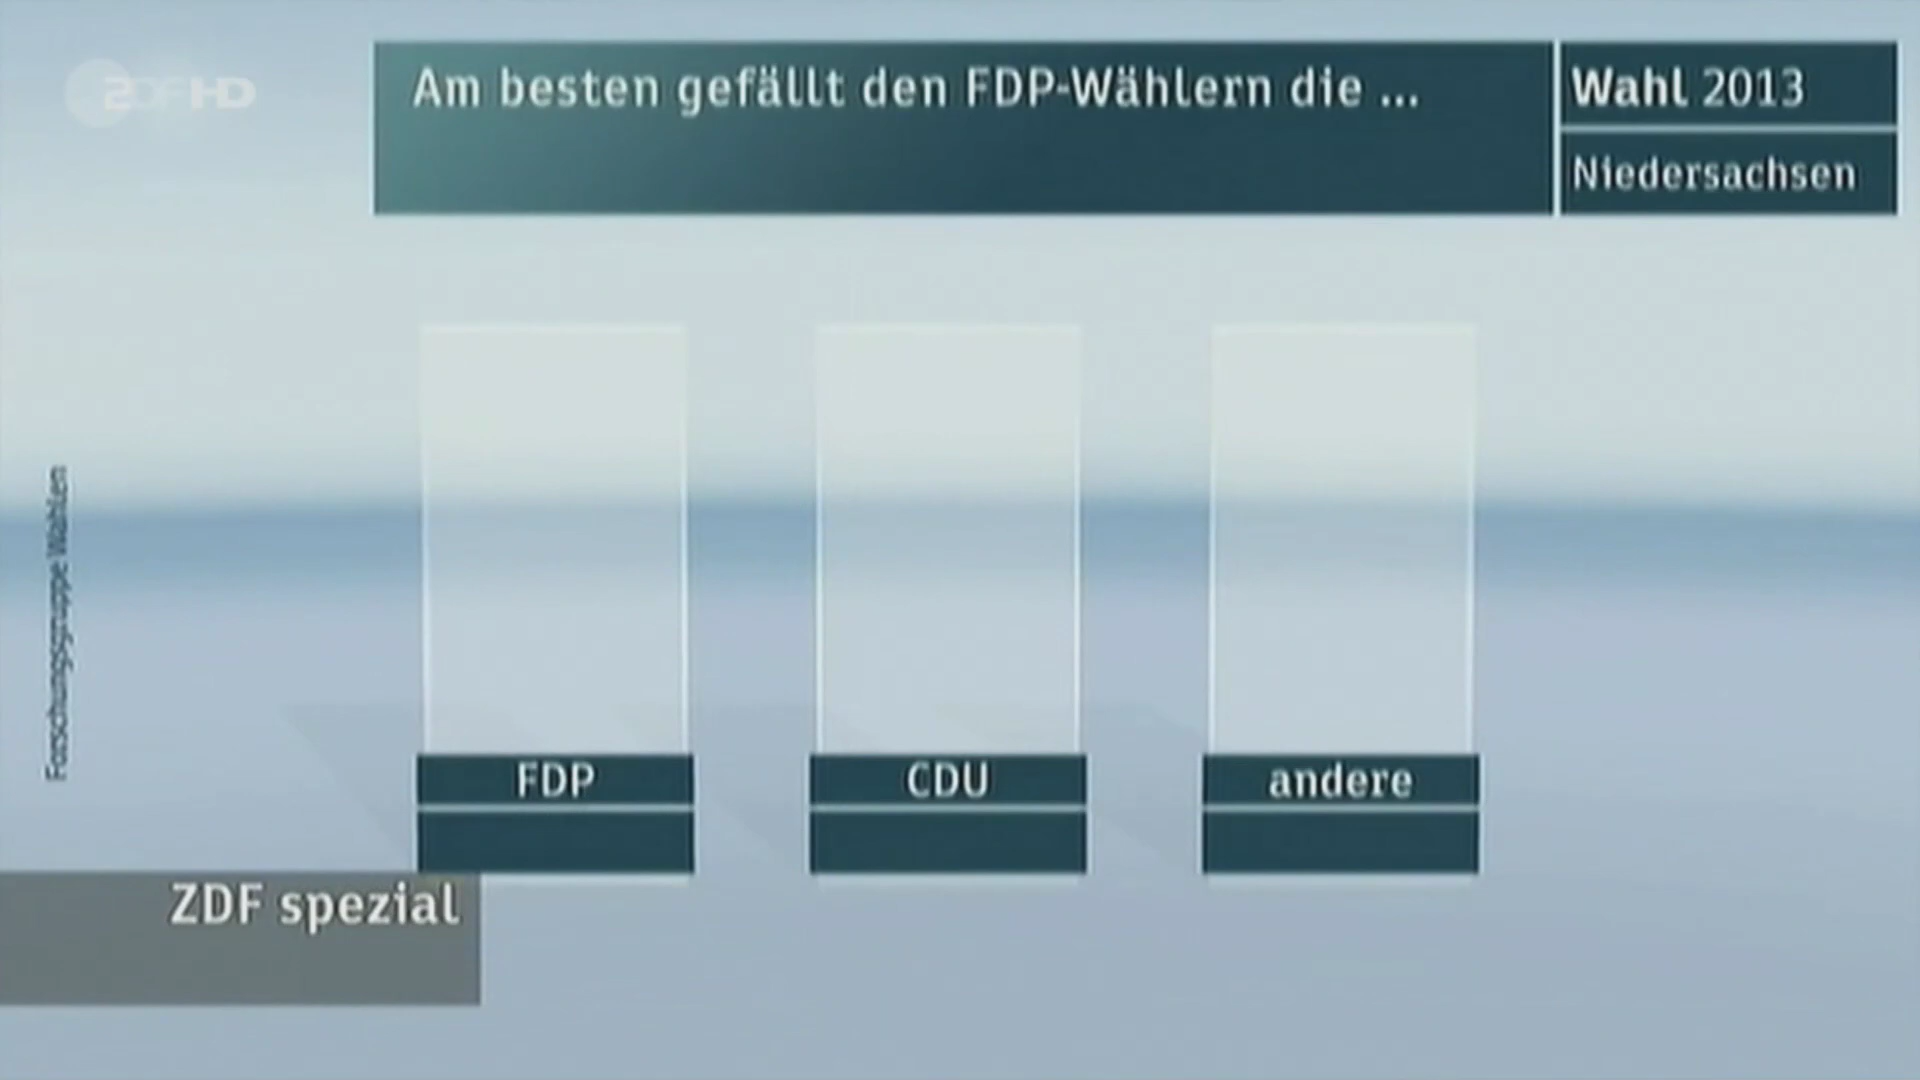 ZDF HD
Am besten gefällt den FDP-Wählern die ...
Wahl 2013
Niedersachsen
Forschungsgruppe Wahlen
FDP
CDU
andere
ZDF spezial